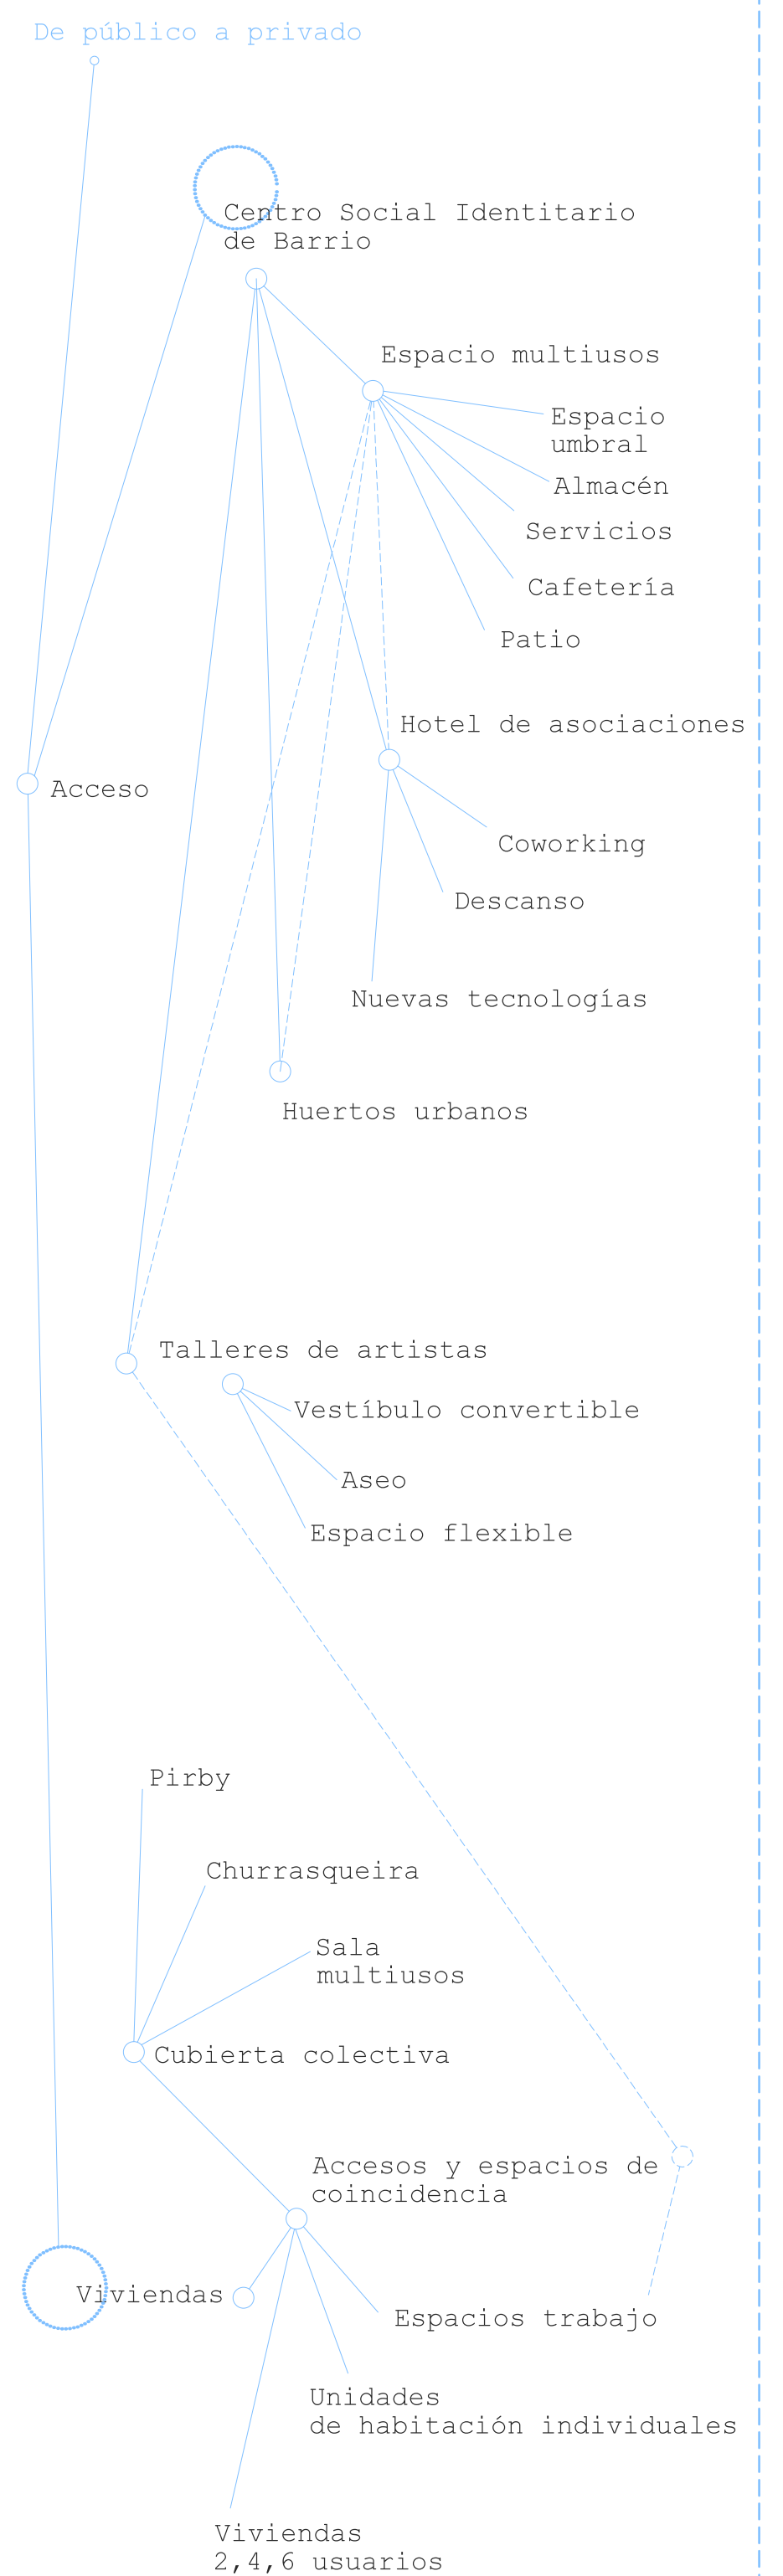 De público a privado
Centro Social Identitario
de Barrio
Espacio multiusos
Espacio
umbral
Almacén
Servicios
Cafetería
Patio
Hotel de asociaciones
Acceso
Coworking
Descanso
Nuevas tecnologías
Huertos urbanos
Talleres de artistas
Vestíbulo convertible
Aseo
Espacio flexible
Pirby
Churrasqueira
Sala
multiusos
Cubierta colectiva
Accesos y espacios de
coincidencia
Viviendas
Espacios trabajo
Unidades
de habitación individuales
Viviendas
2,4,6 usuarios